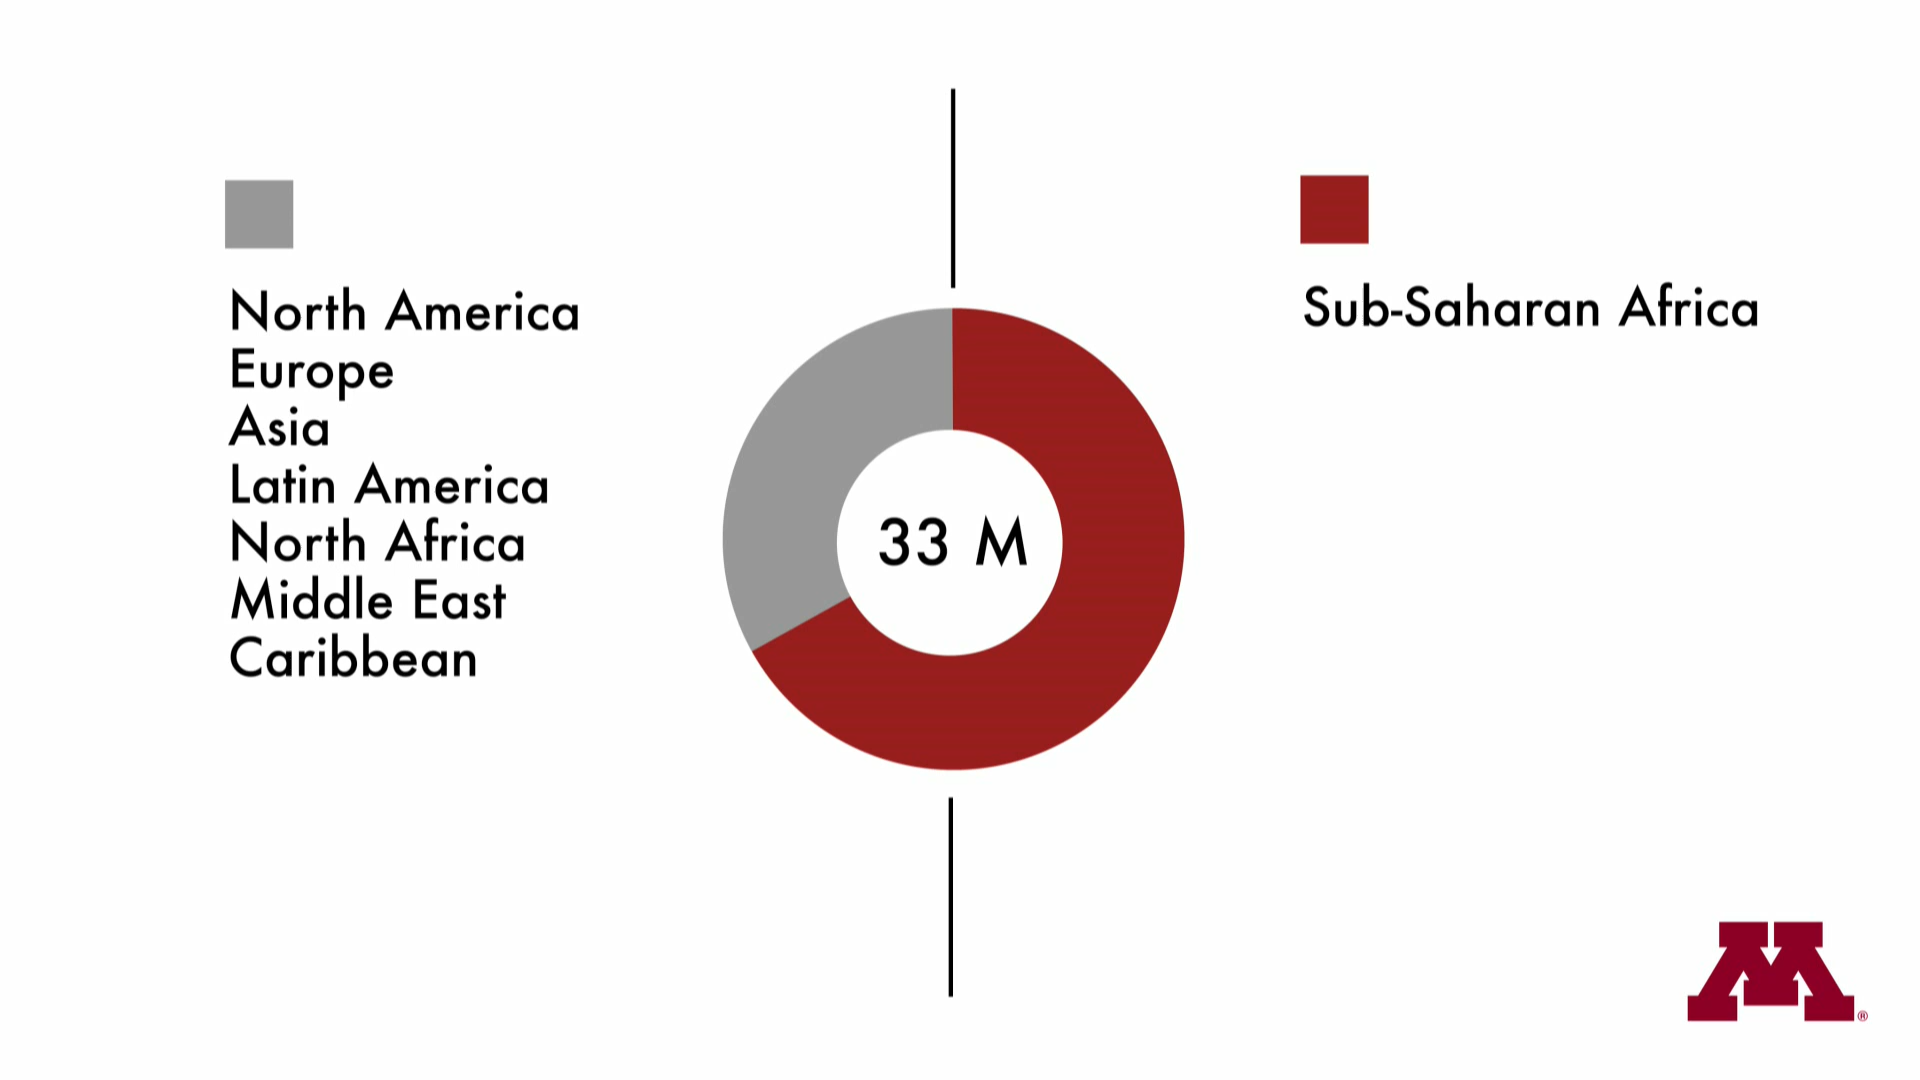 North America
Europe
Asia
Latin America
North Africa
Middle East
Caribbean
33 M
Sub-Saharan Africa
M
®